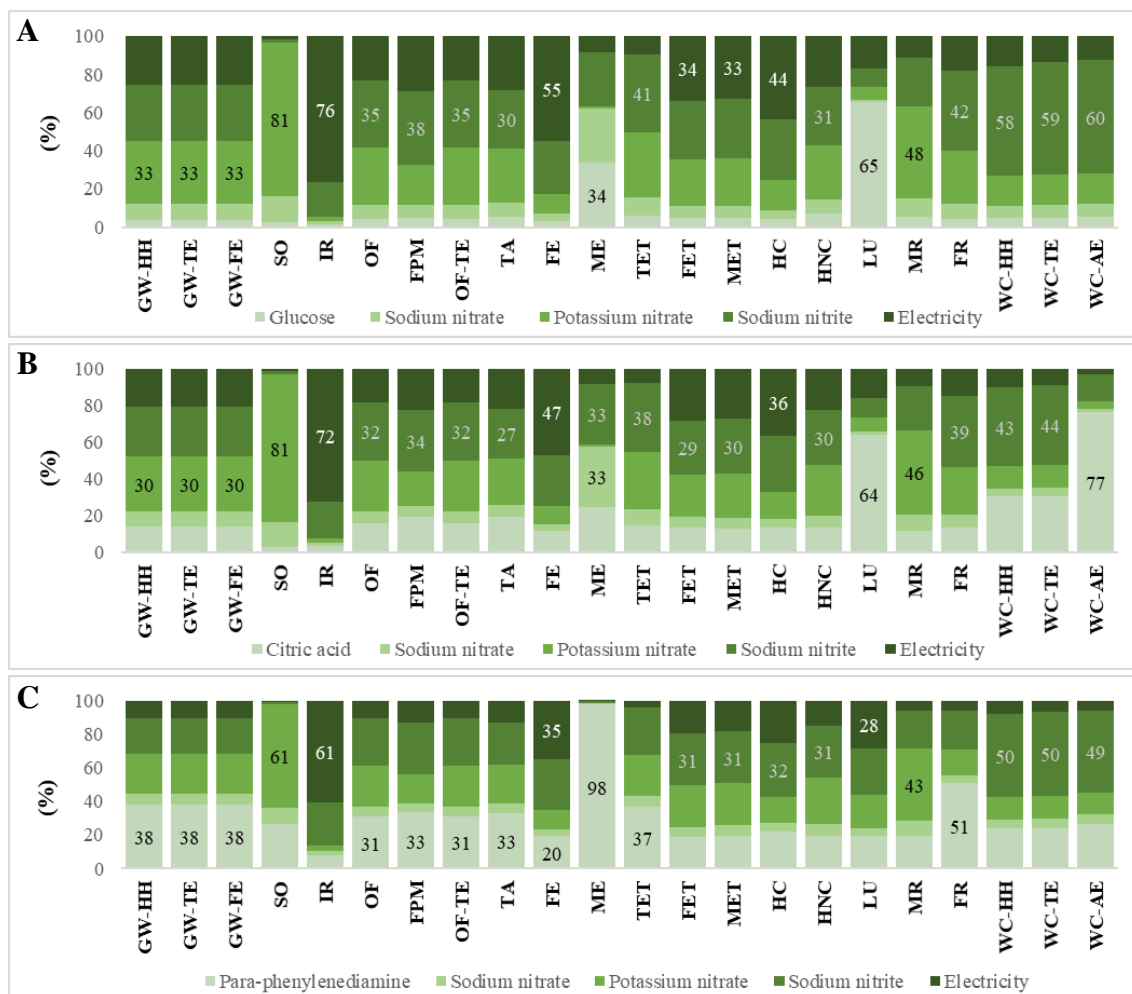 A
100
80
60
40
20
0
(%)
33 33 33 81 76 35 38 35 30 55 34 41 34 33 44 31 65 48 42 58 59 60
GW-HH GW-TE GW-FE SO IR OF FPM OF-TE TA FE ME TET FET MET HC HNC LU MR FR WC-HH WC-TE WC-AE
Glucose Sodium nitrate Potassium nitrate Sodium nitrite Electricity
B
100
80
60
40
20
0
(%)
30 30 30 81 72 32 34 32 27 47 33 33 38 29 30 36 30 64 46 39 43 44 77
GW-HH GW-TE GW-FE SO IR OF FPM OF-TE TA FE ME TET FET MET HC HNC LU MR FR WC-HH WC-TE WC-AE
Citric acid Sodium nitrate Potassium nitrate Sodium nitrite Electricity
C
100
80
60
40
20
0
(%)
38 38 38 61 61 31 33 31 33 35 20 98 37 31 31 32 31 28 43 51 50 50 49
GW-HH GW-TE GW-FE SO IR OF FPM OF-TE TA FE ME TET FET MET HC HNC LU MR FR WC-HH WC-TE WC-AE
Para-phenylenediamine Sodium nitrate Potassium nitrate Sodium nitrite Electricity